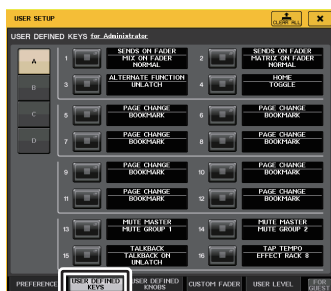 USER SETUP
CLEAR ALL
USER DEFINED KEYS for Administrator
A
B
C
D
1 SENDS ON FADER
MIX ON FADER
NORMAL
2 SENDS ON FADER
MATRIX ON FADER
NORMAL
3 ALTERNATE FUNCTION
UNLATCH
4 HOME
TOGGLE
5 PAGE CHANGE
BOOKMARK
6 PAGE CHANGE
BOOKMARK
7 PAGE CHANGE
BOOKMARK
8 PAGE CHANGE
BOOKMARK
9 PAGE CHANGE
BOOKMARK
10 PAGE CHANGE
BOOKMARK
11 PAGE CHANGE
BOOKMARK
12 PAGE CHANGE
BOOKMARK
13 MUTE MASTER
MUTE GROUP 1
14 MUTE MASTER
MUTE GROUP 2
15 TALKBACK
TALKBACK ON
UNLATCH
16 TAP TEMPO
EFFECT RACK 8
PREFERENCE
USER DEFINED
KEYS
USER DEFINED
KNOBS
CUSTOM FADER
USER LEVEL
FOR
GUEST